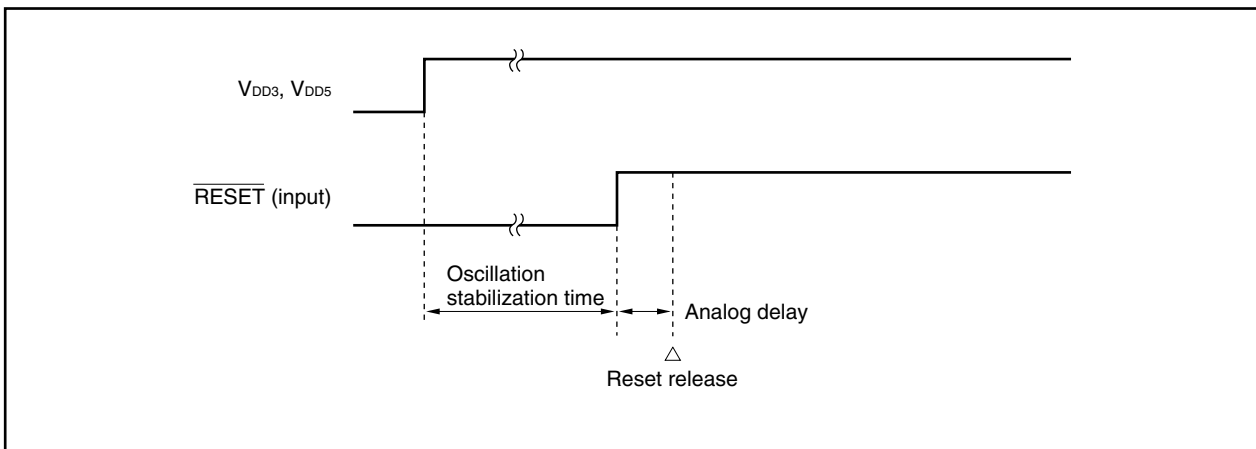 VDD3, VDD5
RESET (input)
Oscillation
stabilization time
Analog delay
Reset release